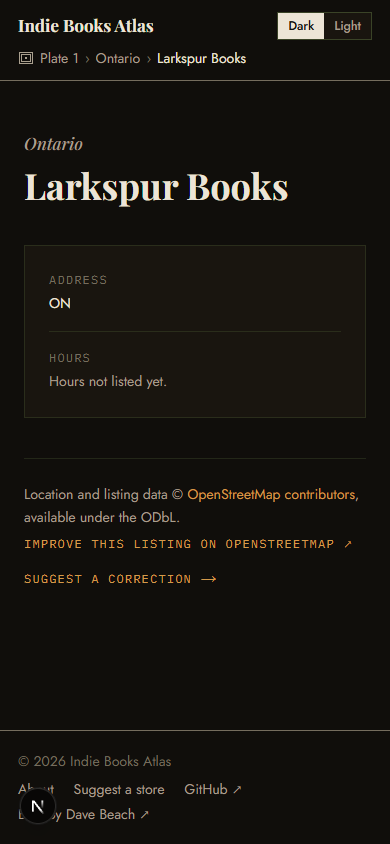 Indie Books Atlas
Dark Light
Plate 1 › Ontario › Larkspur Books
Ontario
Larkspur Books
ADDRESS
ON
HOURS
Hours not listed yet.
Location and listing data © OpenStreetMap contributors,
available under the ODbL.
IMPROVE THIS LISTING ON OPENSTREETMAP ↗
SUGGEST A CORRECTION ⟶
© 2026 Indie Books Atlas
About Suggest a store GitHub ↗
N
by Dave Beach ↗